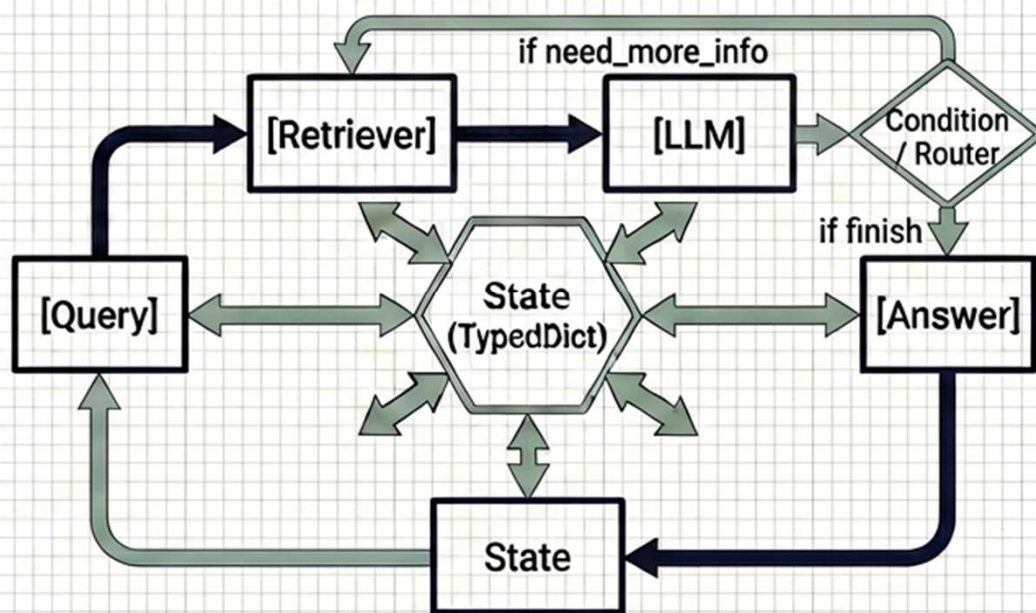 if need_more_info
[Retriever]
[LLM]
Condition
/ Router
if finish
[Query]
State
(TypedDict)
[Answer]
State